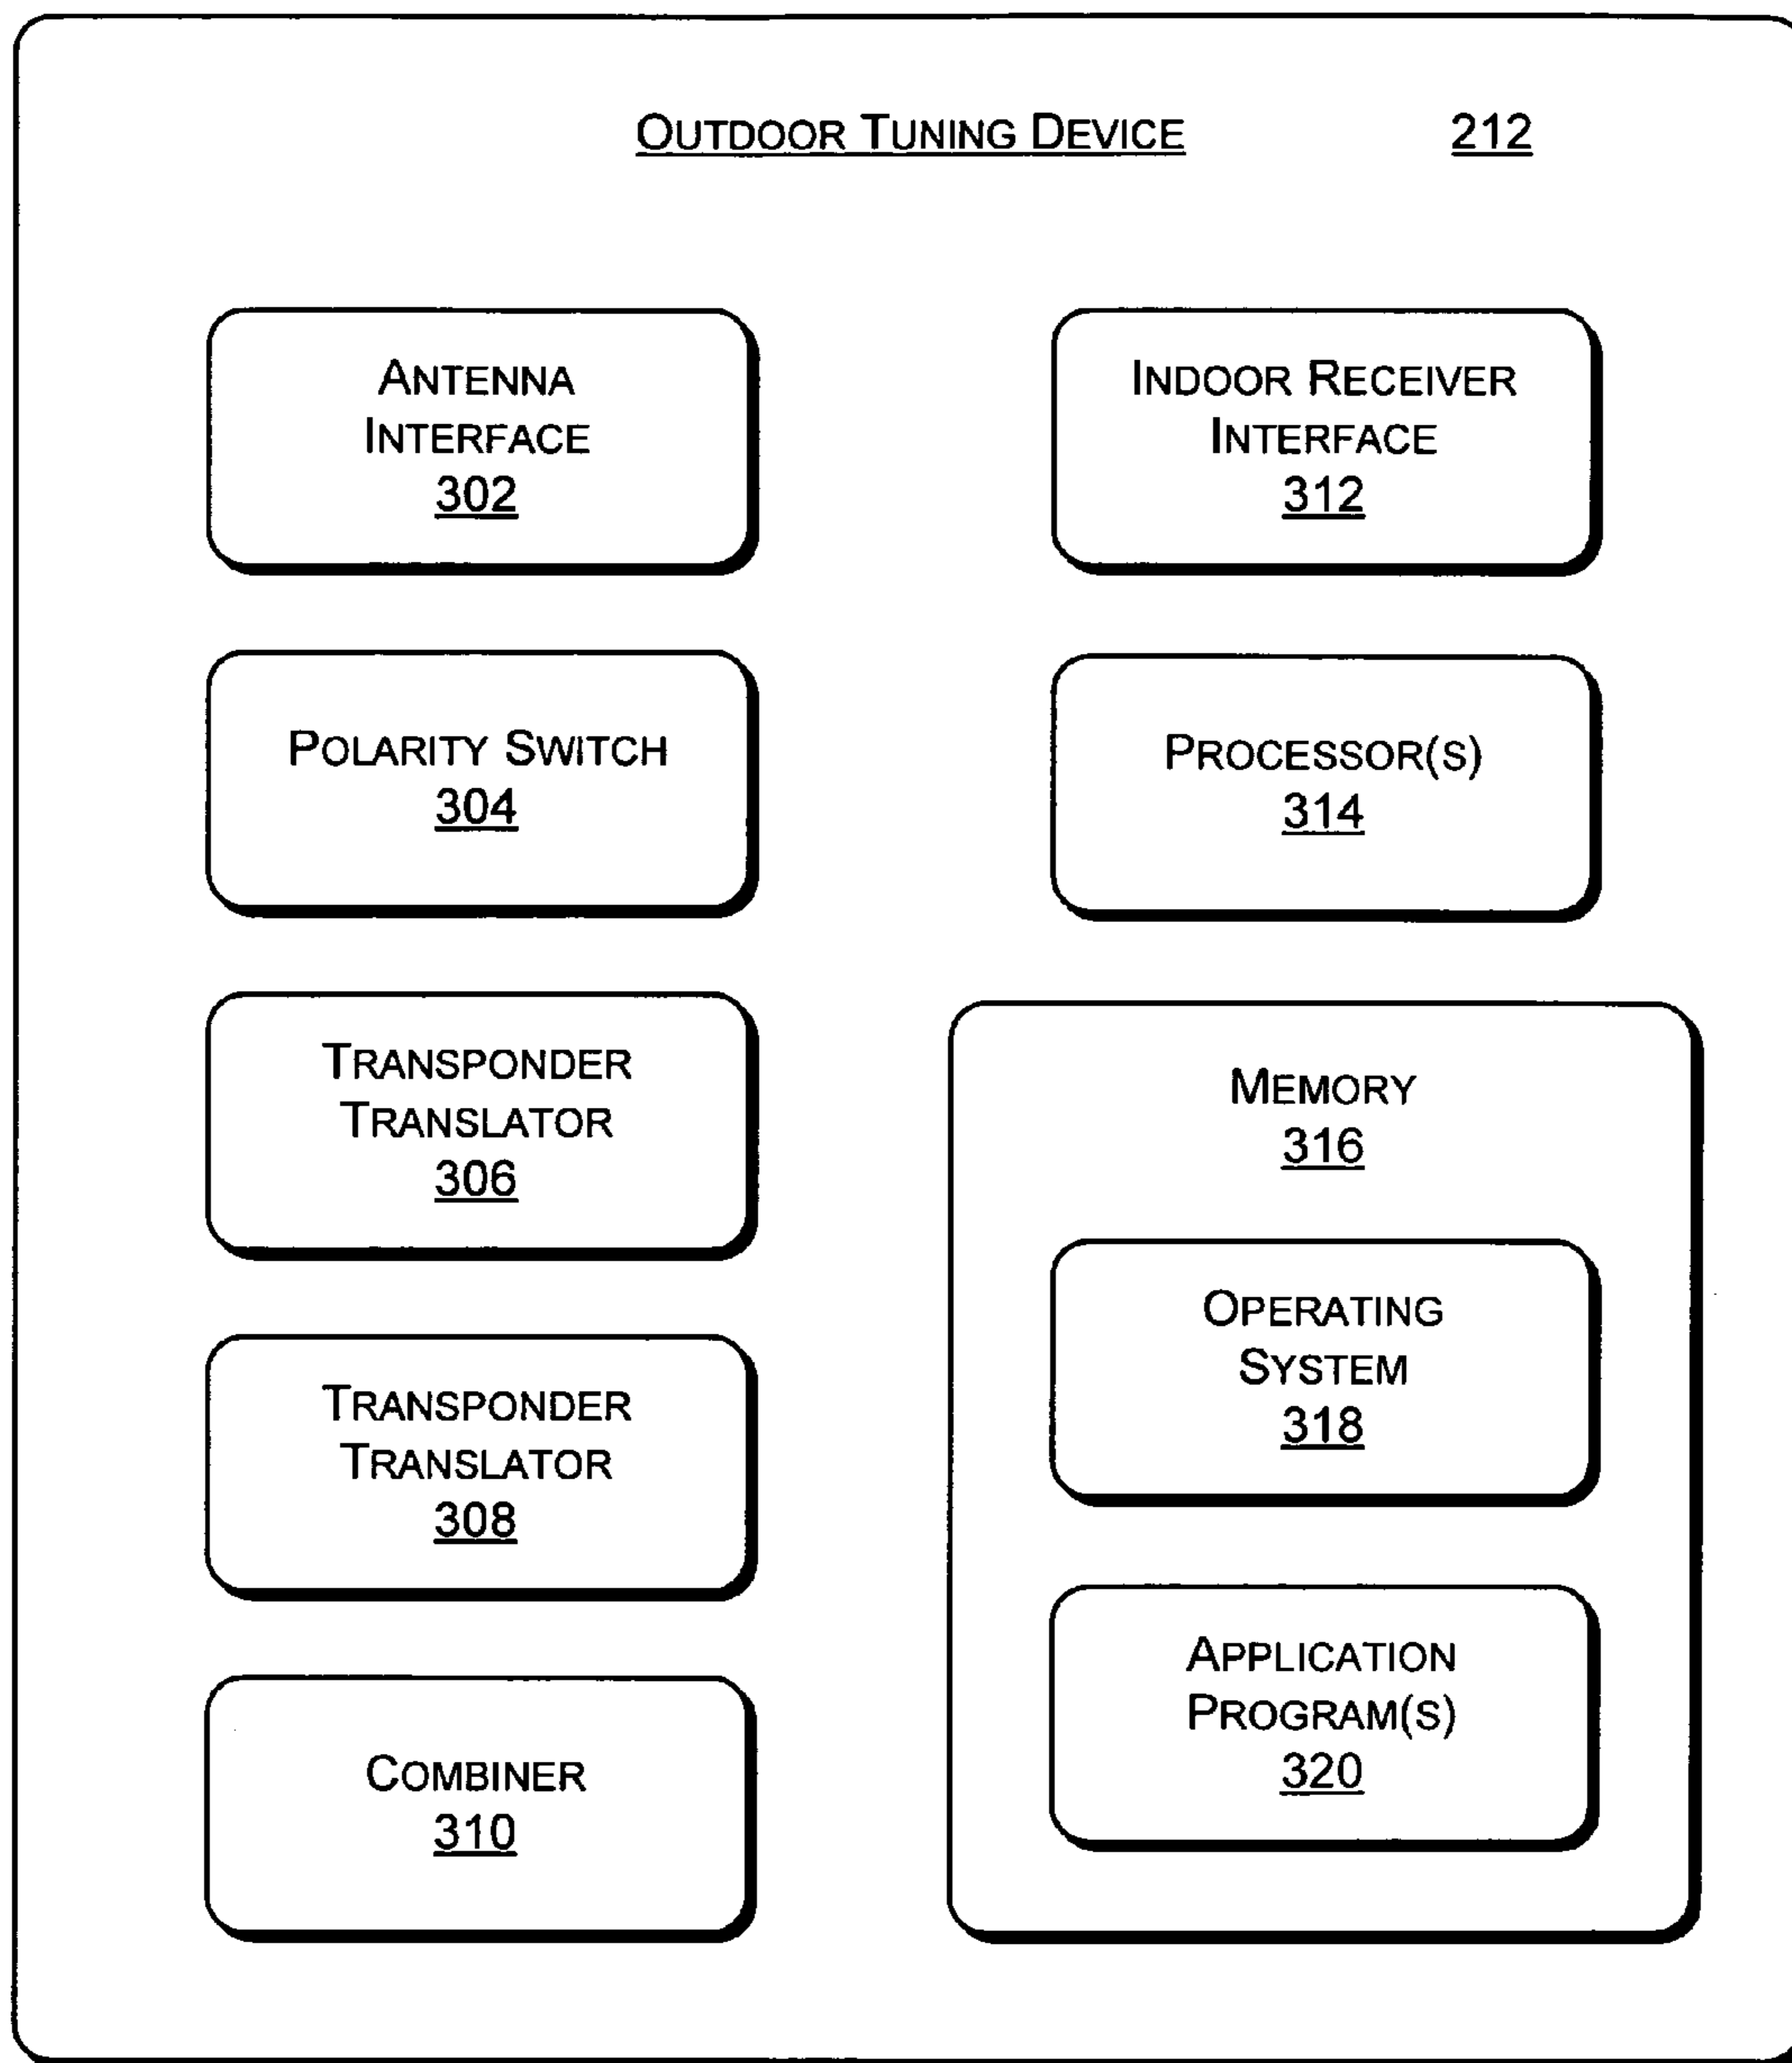 OUTDOOR TUNING DEVICE 212
ANTENNA
INTERFACE
302
POLARITY SWITCH
304
TRANSPONDER
TRANSLATOR
306
TRANSPONDER
TRANSLATOR
308
COMBINER
310
INDOOR RECEIVER
INTERFACE
312
PROCESSOR(S)
314
MEMORY
316
OPERATING
SYSTEM
318
APPLICATION
PROGRAM(S)
320